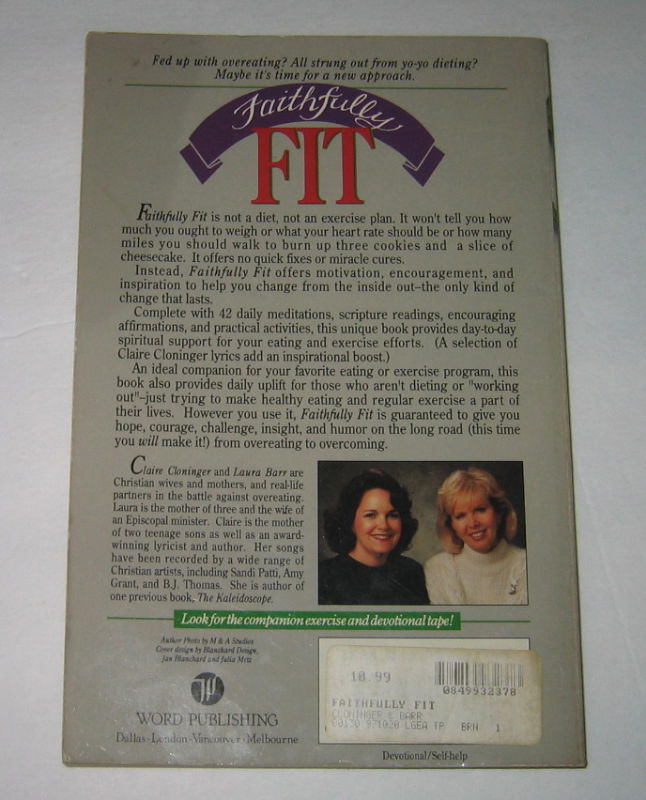 Fed up with overeating? All strung out from yo-yo dieting?
Maybe it's time for a new approach.
Faithfully
FIT
Faithfully Fit is not a diet, not an exercise plan. It won't tell you how
much you ought to weigh or what your heart rate should be or how many
miles you should walk to burn up three cookies and a slice of
cheesecake. It offers no quick fixes or miracle cures.
Instead, Faithfully Fit offers motivation, encouragement, and
inspiration to help you change from the inside out–the only kind of
change that lasts.
Complete with 42 daily meditations, scripture readings, encouraging
affirmations, and practical activities, this unique book provides day-to-day
spiritual support for your eating and exercise efforts. (A selection of
Claire Cloninger lyrics add an inspirational boost.)
An ideal companion for your favorite eating or exercise program, this
book also provides daily uplift for those who aren't dieting or "working
out"–just trying to make healthy eating and regular exercise a part of
their lives. However you use it, Faithfully Fit is guaranteed to give you
hope, courage, challenge, insight, and humor on the long road (this time
you will make it!) from overeating to overcoming.
Claire Cloninger and Laura Barr are
Christian wives and mothers, and real-life
partners in the battle against overeating.
Laura is the mother of three and the wife of
an Episcopal minister. Claire is the mother
of two teenage sons as well as an award-
winning lyricist and author. Her songs
have been recorded by a wide range of
Christian artists, including Sandi Patti, Amy
Grant, and B.J. Thomas. She is author of
one previous book, The Kaleidoscope.
Look for the companion exercise and devotional tape!
Author Photo by M & A Studies
Cover design by Blanchard Design,
Jan Blanchard and Julia Mrtz
WORD PUBLISHING
Dallas · London · Vancouver · Melbourne
10.99
0849932378
FAITHFULLY FIT
CLONINGER & BARR
00130 971020 LGEA TP BRN 1
Devotional/Self-help